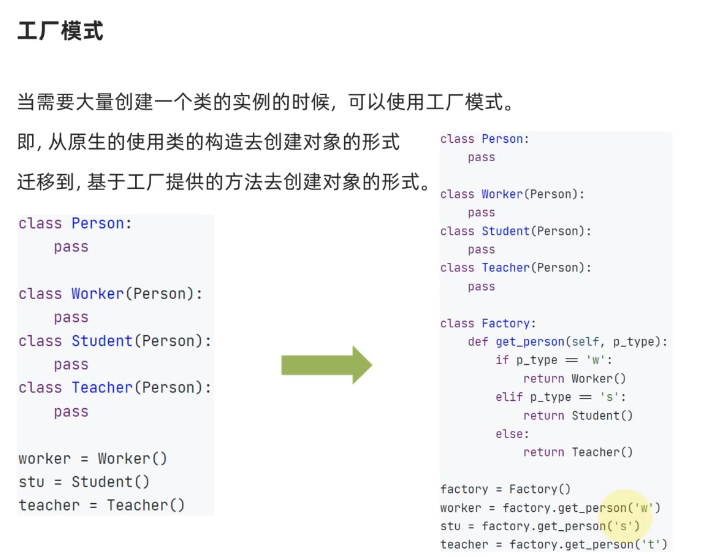 工厂模式
当需要大量创建一个类的实例的时候, 可以使用工厂模式。
即, 从原生的使用类的构造去创建对象的形式
迁移到, 基于工厂提供的方法去创建对象的形式。
class Person:
    pass

class Worker(Person):
    pass
class Student(Person):
    pass
class Teacher(Person):
    pass

worker = Worker()
stu = Student()
teacher = Teacher()
class Person:
    pass

class Worker(Person):
    pass
class Student(Person):
    pass
class Teacher(Person):
    pass

class Factory:
    def get_person(self, p_type):
        if p_type == 'w':
            return Worker()
        elif p_type == 's':
            return Student()
        else:
            return Teacher()

factory = Factory()
worker = factory.get_person('w')
stu = factory.get_person('s')
teacher = factory.get_person('t')